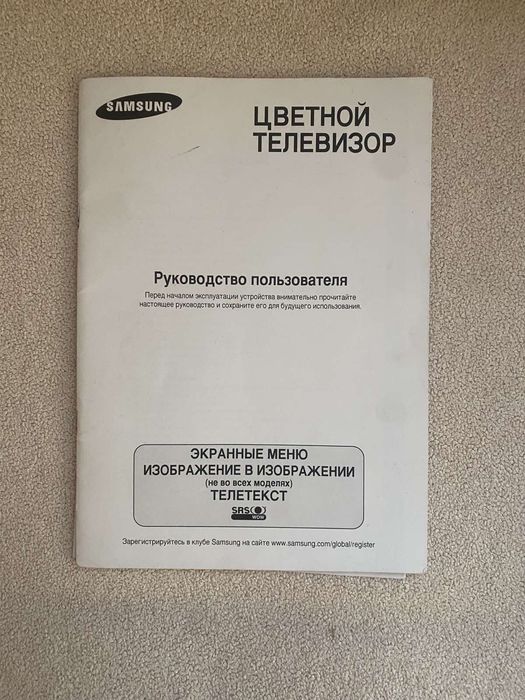 SAMSUNG
ЦВЕТНОЙ
ТЕЛЕВИЗОР
Руководство пользователя
Перед началом эксплуатации устройства внимательно прочитайте
настоящее руководство и сохраните его для будущего использования.
ЭКРАННЫЕ МЕНЮ
ИЗОБРАЖЕНИЕ В ИЗОБРАЖЕНИИ
(не во всех моделях)
ТЕЛЕТЕКСТ
SRS
WOW
Зарегистрируйтесь в клубе Samsung на сайте www.samsung.com/global/register